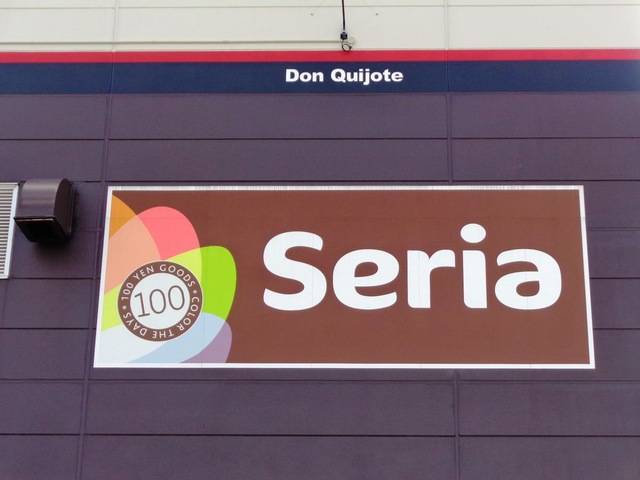 Don Quijote
Seria
100 YEN GOODS • COLOR THE DAYS •
100